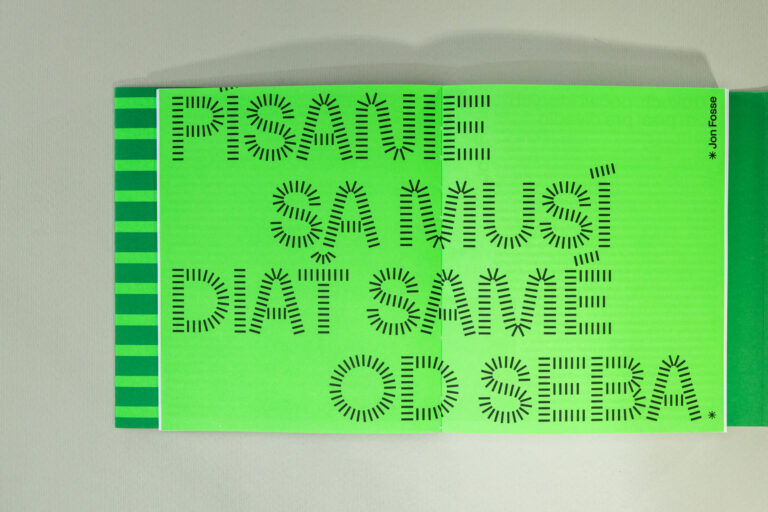 PÍSANIE
SA MUSÍ
DIAŤ SAMÉ
OD SEBA.*
* Jon Fosse